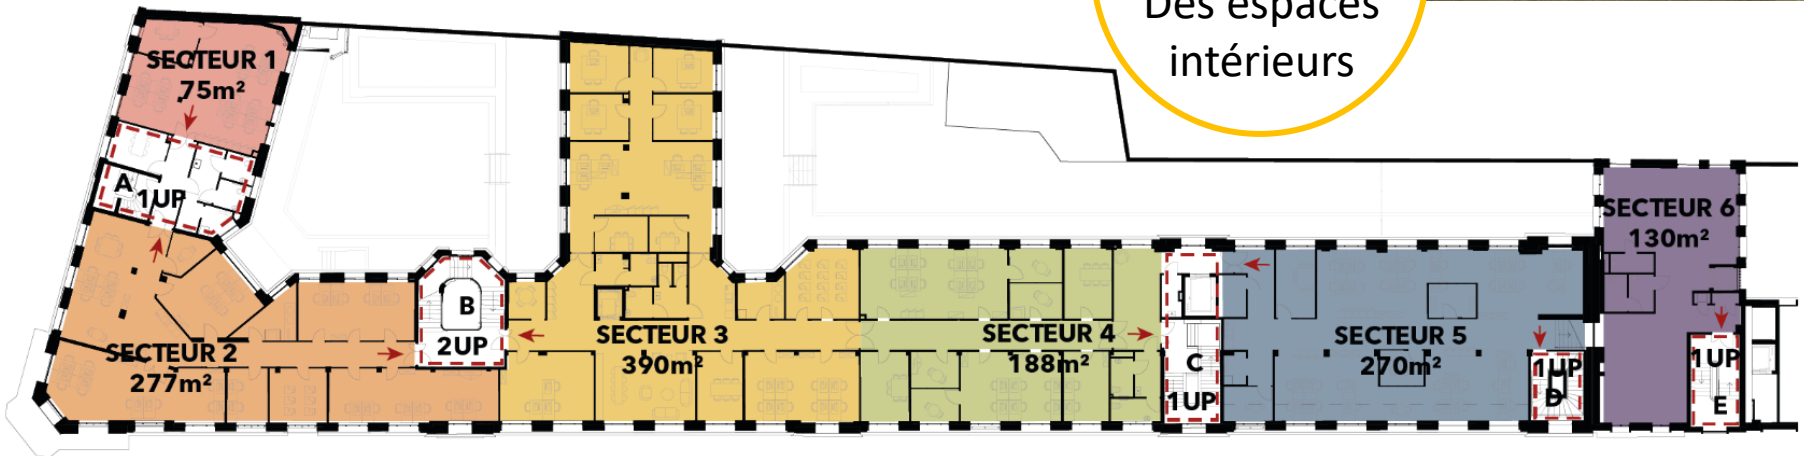 Des espaces
intérieurs
SECTEUR 1
75m²
A
1UP
SECTEUR 2
277m²
B
2UP
SECTEUR 3
390m²
SECTEUR 4
188m²
C
1UP
SECTEUR 5
270m²
1UP
D
SECTEUR 6
130m²
1UP
E